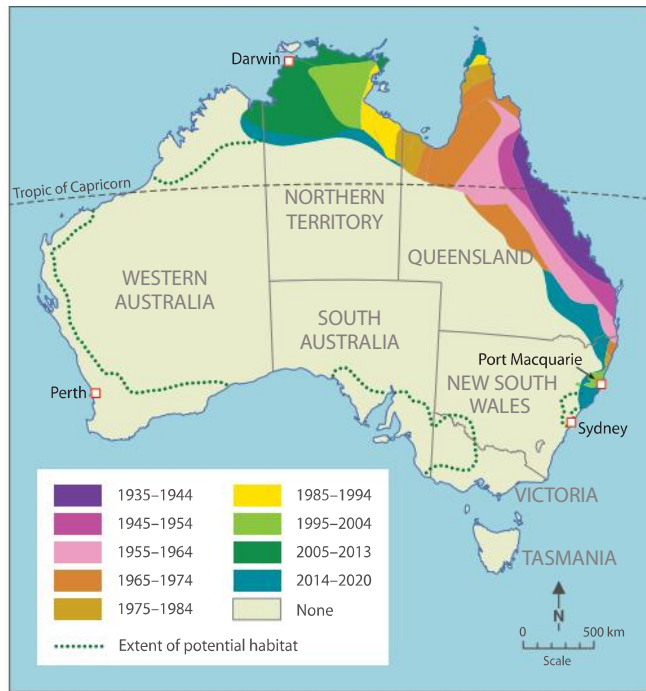 Darwin
Tropic of Capricorn
NORTHERN
TERRITORY
QUEENSLAND
WESTERN
AUSTRALIA
SOUTH
AUSTRALIA
Port Macquarie
NEW SOUTH
WALES
Perth
Sydney
VICTORIA
TASMANIA
1935–1944
1945–1954
1955–1964
1965–1974
1975–1984
1985–1994
1995–2004
2005–2013
2014–2020
None
Extent of potential habitat
N
0 500 km
Scale